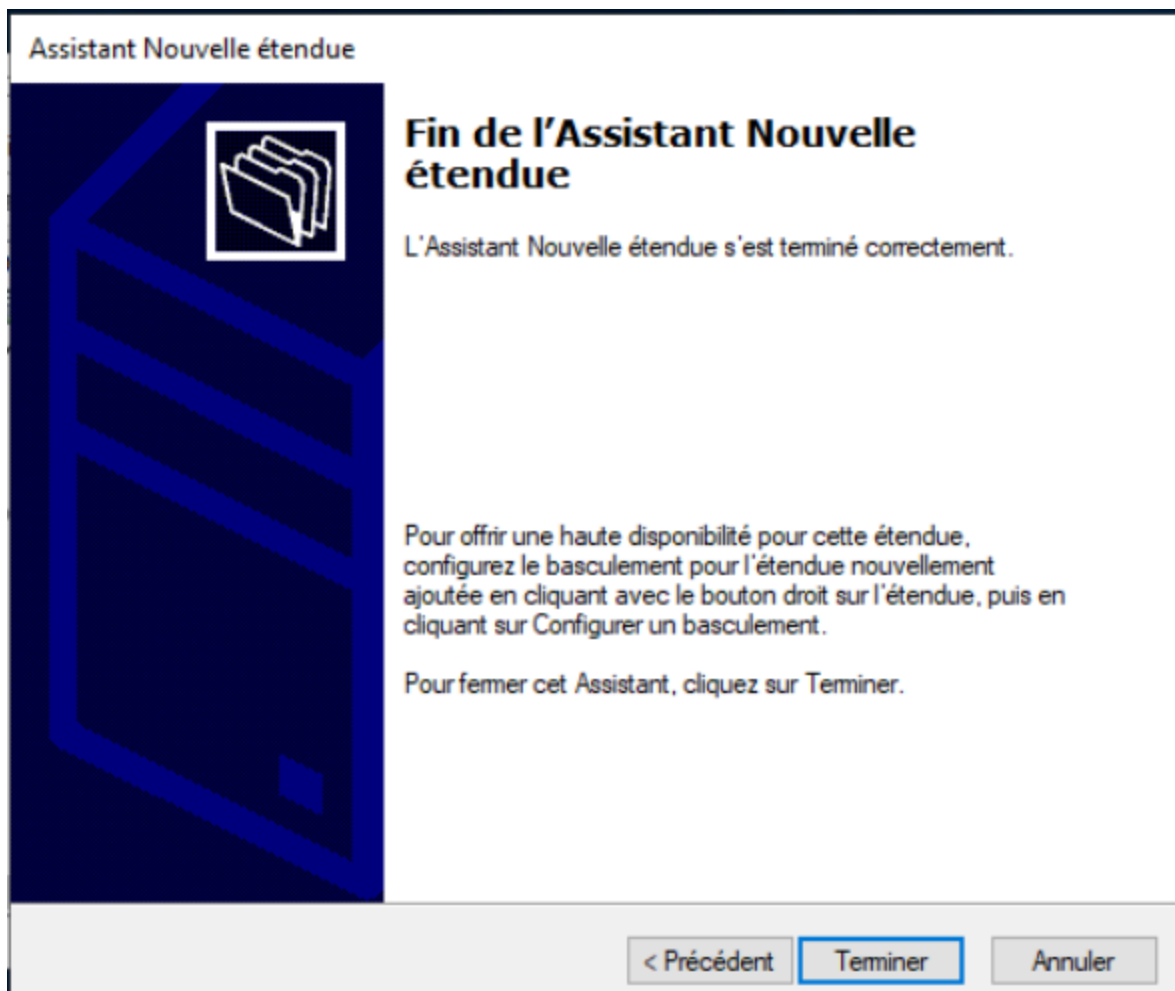 Assistant Nouvelle étendue
Fin de l’Assistant Nouvelle
étendue
L'Assistant Nouvelle étendue s'est terminé correctement.
Pour offrir une haute disponibilité pour cette étendue,
configurez le basculement pour l'étendue nouvellement
ajoutée en cliquant avec le bouton droit sur l'étendue, puis en
cliquant sur Configurer un basculement.
Pour fermer cet Assistant, cliquez sur Terminer.
< Précédent
Terminer
Annuler